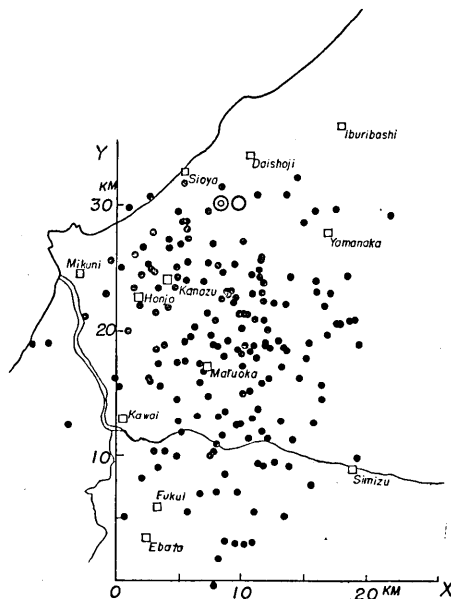 Iburibashi
Y
Daishoji
Sioya
KM
30
Yamanaka
Mikuni
Kanazu
Honjo
20
Matuoka
Kawai
10
Simizu
Fukui
Ebata
0
10
20 KM
X